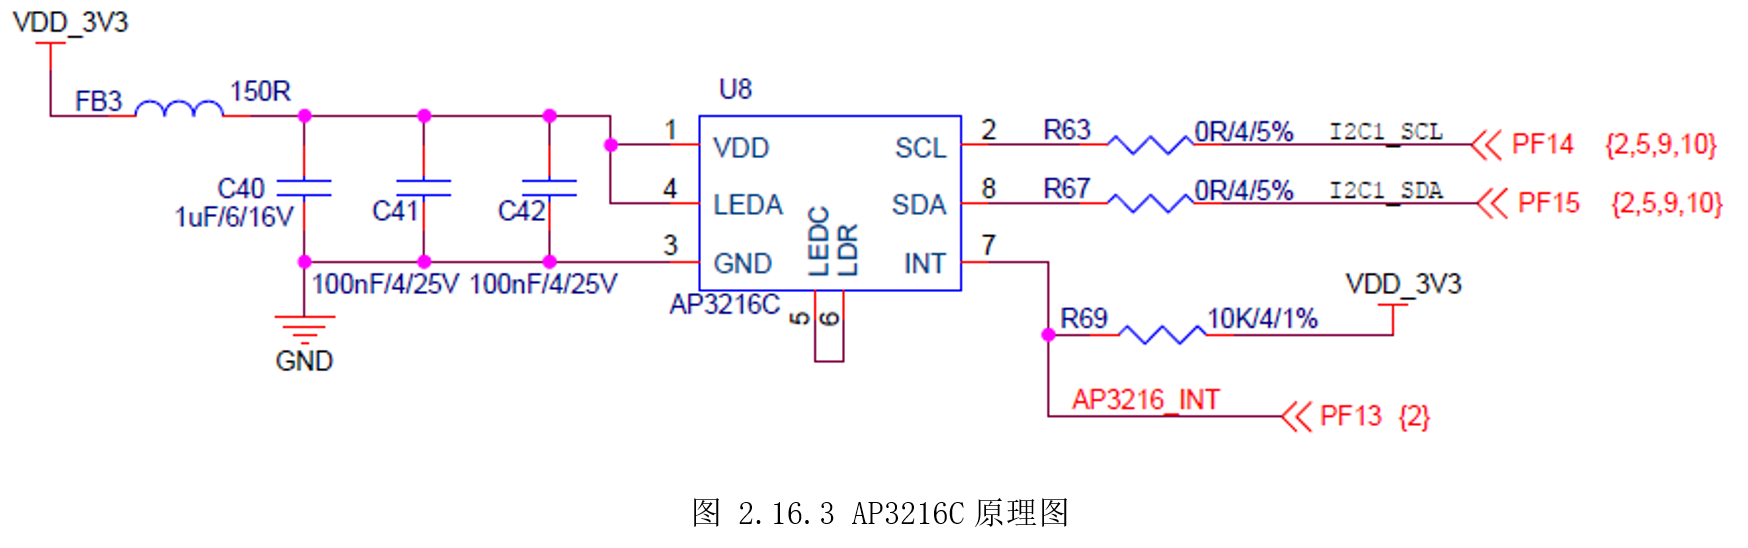 VDD_3V3
FB3
150R
C40
1uF/6/16V
C41
100nF/4/25V
C42
100nF/4/25V
GND
U8
1
VDD
4
LEDA
3
GND
AP3216C
LEDC
LDR
5
6
SCL
2
SDA
8
INT
7
R63
0R/4/5%
I2C1_SCL
PF14 {2,5,9,10}
R67
0R/4/5%
I2C1_SDA
PF15 {2,5,9,10}
VDD_3V3
R69
10K/4/1%
AP3216_INT
PF13 {2}
图 2.16.3 AP3216C 原理图